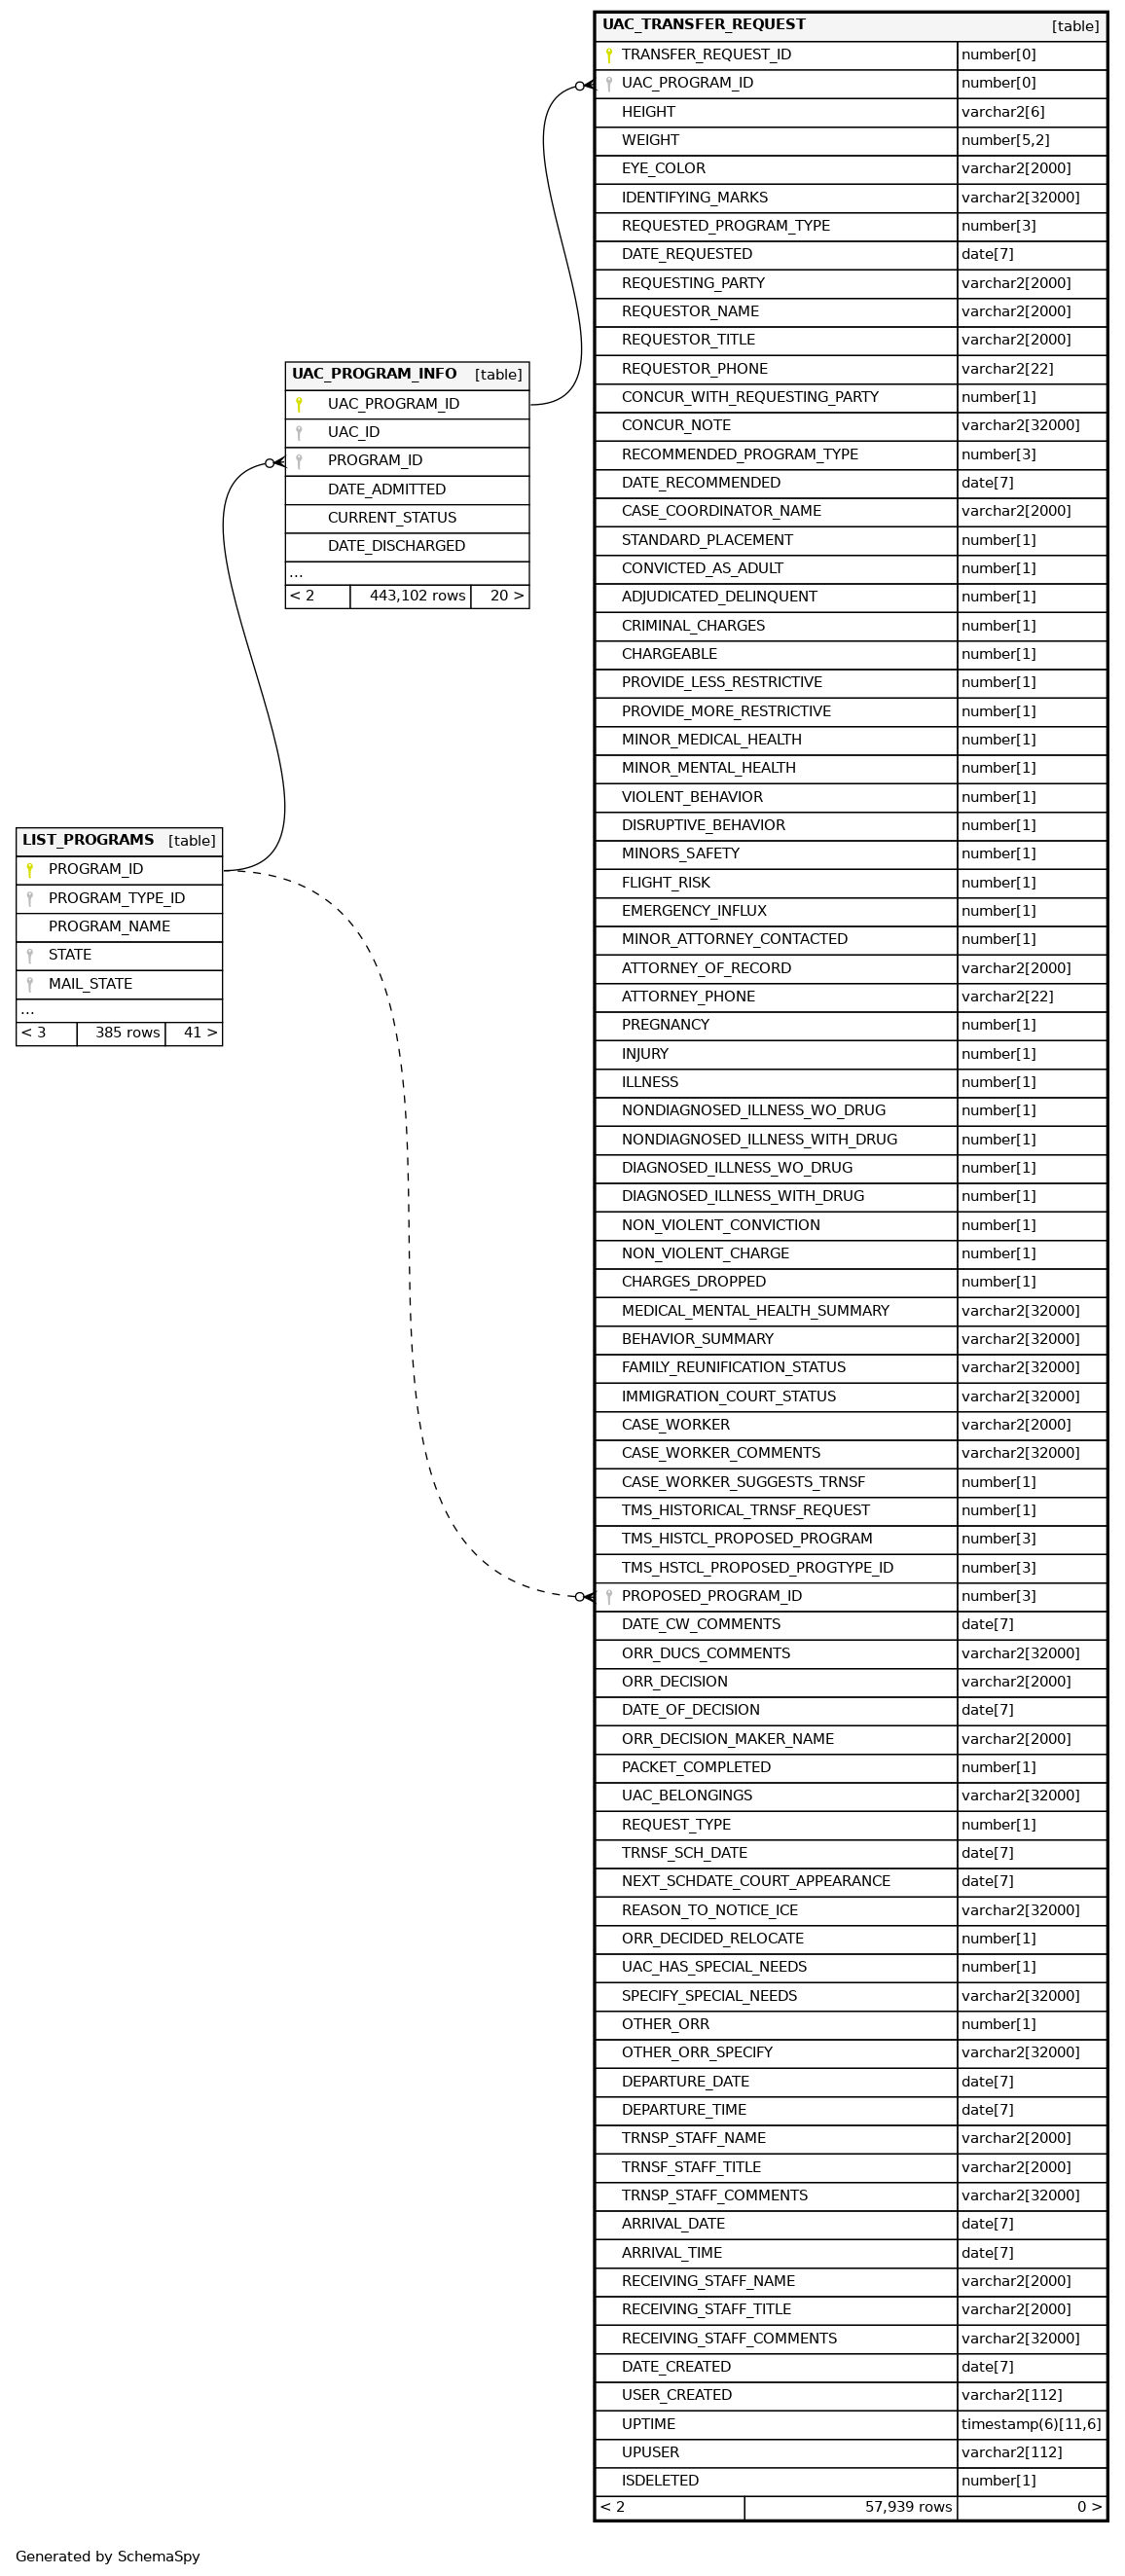 UAC_TRANSFER_REQUEST [table]
TRANSFER_REQUEST_ID number[0]
UAC_PROGRAM_ID number[0]
HEIGHT varchar2[6]
WEIGHT number[5,2]
EYE_COLOR varchar2[2000]
IDENTIFYING_MARKS varchar2[32000]
REQUESTED_PROGRAM_TYPE number[3]
DATE_REQUESTED date[7]
REQUESTING_PARTY varchar2[2000]
REQUESTOR_NAME varchar2[2000]
REQUESTOR_TITLE varchar2[2000]
REQUESTOR_PHONE varchar2[22]
CONCUR_WITH_REQUESTING_PARTY number[1]
CONCUR_NOTE varchar2[32000]
RECOMMENDED_PROGRAM_TYPE number[3]
DATE_RECOMMENDED date[7]
CASE_COORDINATOR_NAME varchar2[2000]
STANDARD_PLACEMENT number[1]
CONVICTED_AS_ADULT number[1]
ADJUDICATED_DELINQUENT number[1]
CRIMINAL_CHARGES number[1]
CHARGEABLE number[1]
PROVIDE_LESS_RESTRICTIVE number[1]
PROVIDE_MORE_RESTRICTIVE number[1]
MINOR_MEDICAL_HEALTH number[1]
MINOR_MENTAL_HEALTH number[1]
VIOLENT_BEHAVIOR number[1]
DISRUPTIVE_BEHAVIOR number[1]
MINORS_SAFETY number[1]
FLIGHT_RISK number[1]
EMERGENCY_INFLUX number[1]
MINOR_ATTORNEY_CONTACTED number[1]
ATTORNEY_OF_RECORD varchar2[2000]
ATTORNEY_PHONE varchar2[22]
PREGNANCY number[1]
INJURY number[1]
ILLNESS number[1]
NONDIAGNOSED_ILLNESS_WO_DRUG number[1]
NONDIAGNOSED_ILLNESS_WITH_DRUG number[1]
DIAGNOSED_ILLNESS_WO_DRUG number[1]
DIAGNOSED_ILLNESS_WITH_DRUG number[1]
NON_VIOLENT_CONVICTION number[1]
NON_VIOLENT_CHARGE number[1]
CHARGES_DROPPED number[1]
MEDICAL_MENTAL_HEALTH_SUMMARY varchar2[32000]
BEHAVIOR_SUMMARY varchar2[32000]
FAMILY_REUNIFICATION_STATUS varchar2[32000]
IMMIGRATION_COURT_STATUS varchar2[32000]
CASE_WORKER varchar2[2000]
CASE_WORKER_COMMENTS varchar2[32000]
CASE_WORKER_SUGGESTS_TRNSF number[1]
TMS_HISTORICAL_TRNSF_REQUEST number[1]
TMS_HISTCL_PROPOSED_PROGRAM number[3]
TMS_HSTCL_PROPOSED_PROGTYPE_ID number[3]
PROPOSED_PROGRAM_ID number[3]
DATE_CW_COMMENTS date[7]
ORR_DUCS_COMMENTS varchar2[32000]
ORR_DECISION varchar2[2000]
DATE_OF_DECISION date[7]
ORR_DECISION_MAKER_NAME varchar2[2000]
PACKET_COMPLETED number[1]
UAC_BELONGINGS varchar2[32000]
REQUEST_TYPE number[1]
TRNSF_SCH_DATE date[7]
NEXT_SCHDATE_COURT_APPEARANCE date[7]
REASON_TO_NOTICE_ICE varchar2[32000]
ORR_DECIDED_RELOCATE number[1]
UAC_HAS_SPECIAL_NEEDS number[1]
SPECIFY_SPECIAL_NEEDS varchar2[32000]
OTHER_ORR number[1]
OTHER_ORR_SPECIFY varchar2[32000]
DEPARTURE_DATE date[7]
DEPARTURE_TIME date[7]
TRNSP_STAFF_NAME varchar2[2000]
TRNSF_STAFF_TITLE varchar2[2000]
TRNSP_STAFF_COMMENTS varchar2[32000]
ARRIVAL_DATE date[7]
ARRIVAL_TIME date[7]
RECEIVING_STAFF_NAME varchar2[2000]
RECEIVING_STAFF_TITLE varchar2[2000]
RECEIVING_STAFF_COMMENTS varchar2[32000]
DATE_CREATED date[7]
USER_CREATED varchar2[112]
UPTIME timestamp(6)[11,6]
UPUSER varchar2[112]
ISDELETED number[1]
< 2 57,939 rows 0 >
UAC_PROGRAM_INFO [table]
UAC_PROGRAM_ID
UAC_ID
PROGRAM_ID
DATE_ADMITTED
CURRENT_STATUS
DATE_DISCHARGED
...
< 2 443,102 rows 20 >
LIST_PROGRAMS [table]
PROGRAM_ID
PROGRAM_TYPE_ID
PROGRAM_NAME
STATE
MAIL_STATE
...
< 3 385 rows 41 >
Generated by SchemaSpy